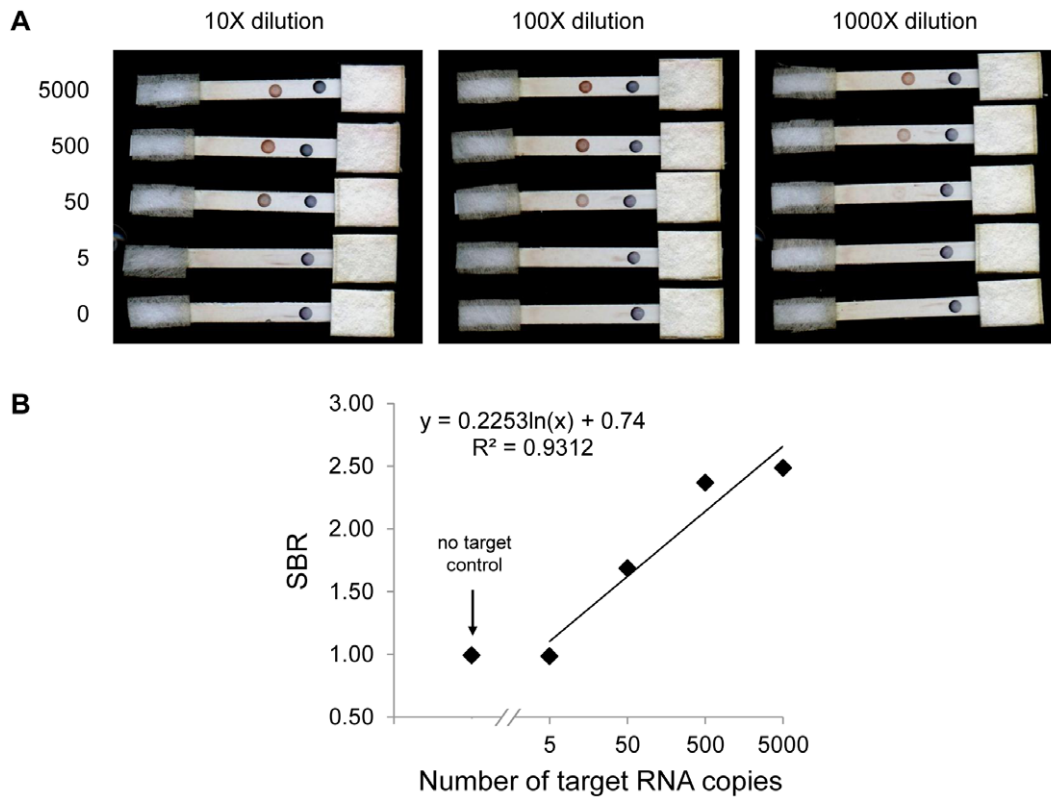 A
10X dilution
100X dilution
1000X dilution
5000
500
50
5
0
B
3.00
2.50
2.00
1.50
1.00
0.50
SBR
y = 0.2253ln(x) + 0.74
R² = 0.9312
no target
control
5
50
500
5000
Number of target RNA copies